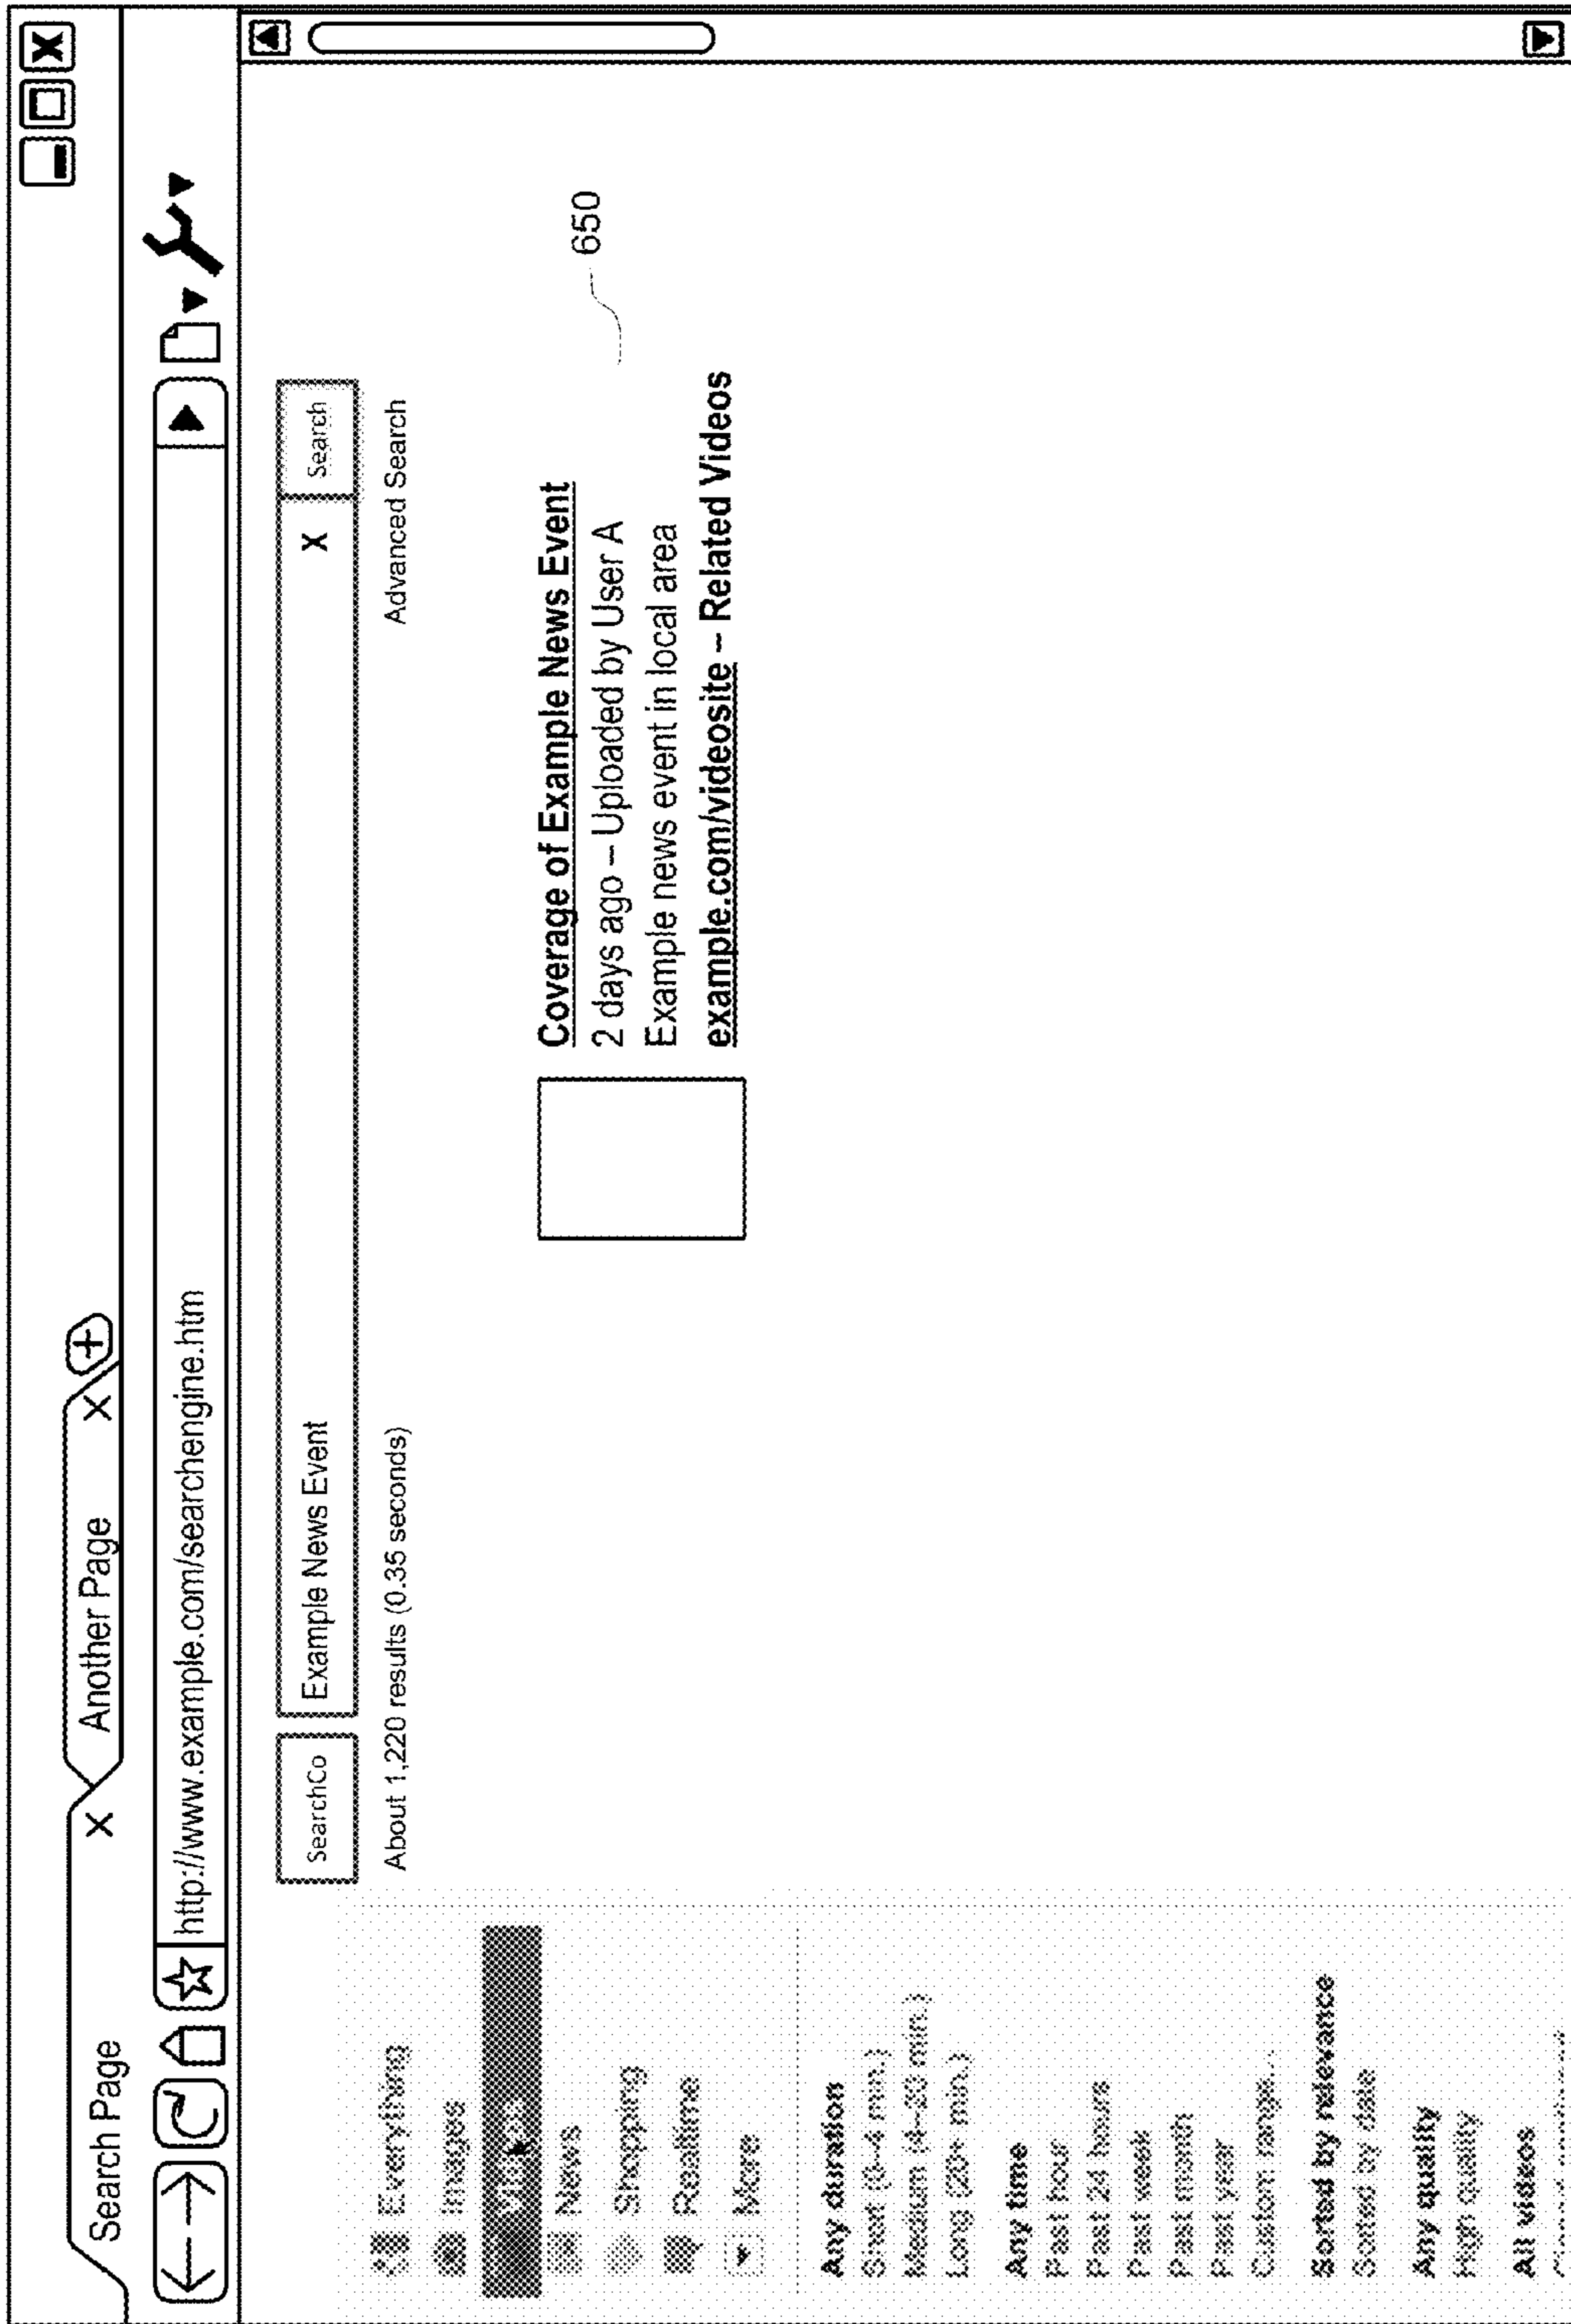 Search Page X Another Page X
http://www.example.com/searchengine.htm
SearchCo Example News Event X Search
About 1,220 results (0.35 seconds) Advanced Search
Everything
Images
News
Shopping
Realtime
More
Any duration
Short (0–4 min.)
Medium (4–20 min.)
Long (20+ min.)
Any time
Past hour
Past 24 hours
Past week
Past month
Past year
Custom range...
Sorted by relevance
Sorted by date
Any quality
High quality
All videos
Coverage of Example News Event
2 days ago – Uploaded by User A
Example news event in local area
example.com/videosite – Related Videos
650